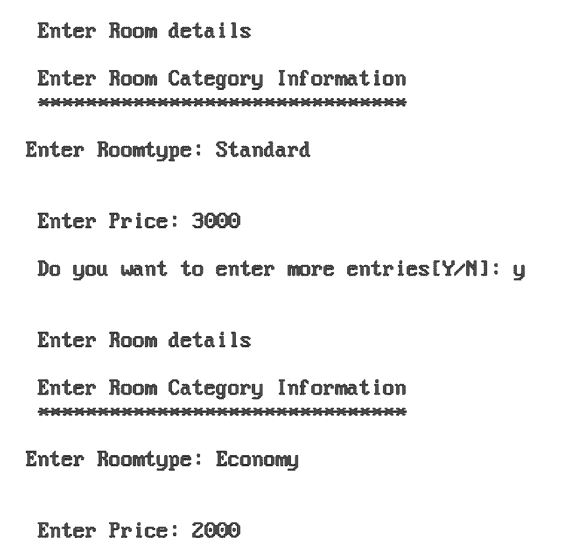 Enter Room details
Enter Room Category Information
*******************************
Enter Roomtype: Standard
Enter Price: 3000
Do you want to enter more entries[Y/N]: y
Enter Room details
Enter Room Category Information
*******************************
Enter Roomtype: Economy
Enter Price: 2000